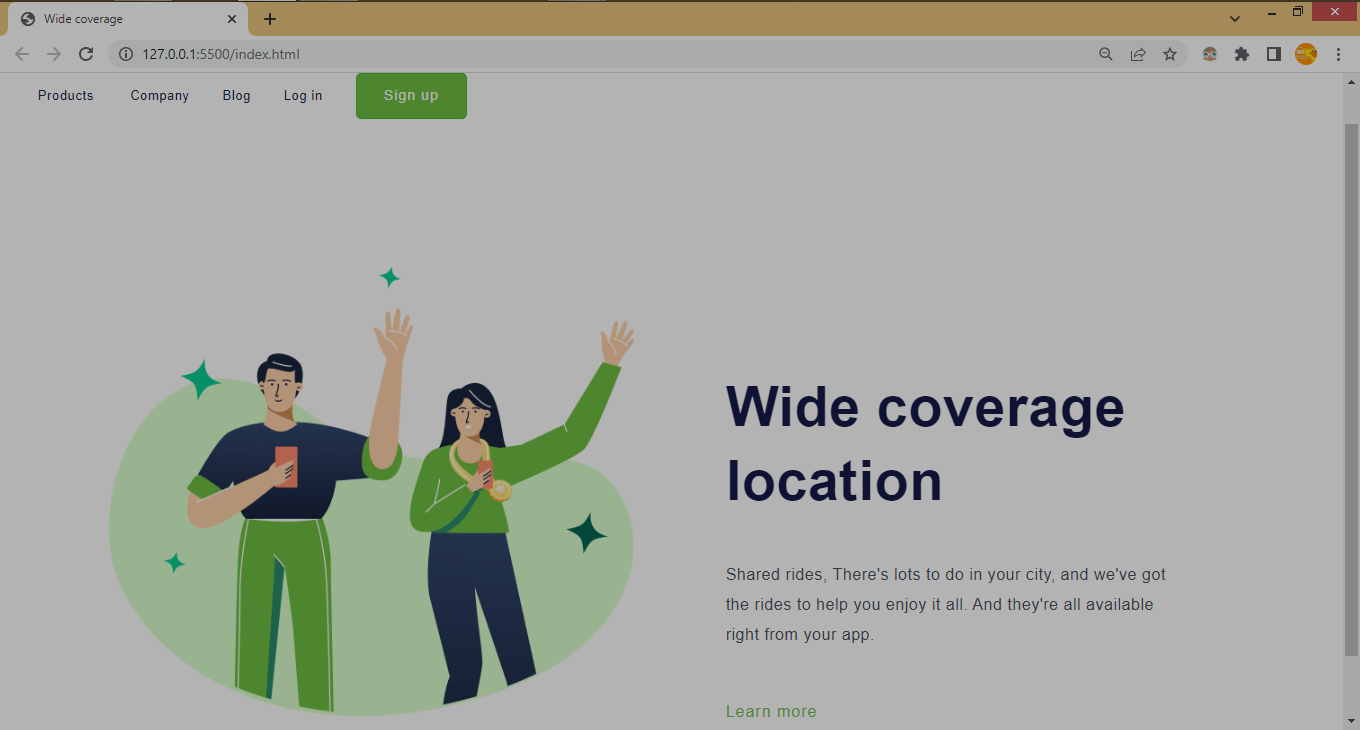 Wide coverage
127.0.0.1:5500/index.html
Products Company Blog Log in Sign up
Wide coverage
location
Shared rides, There's lots to do in your city, and we've got
the rides to help you enjoy it all. And they're all available
right from your app.
Learn more